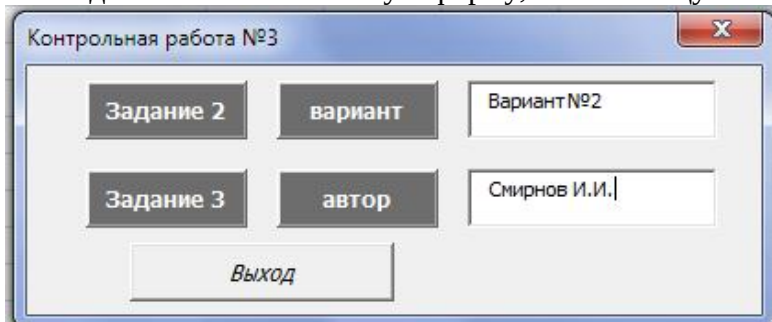 Контрольная работа №3
Задание 2 вариант Вариант№2
Задание 3 автор Смирнов И.И.
Выход